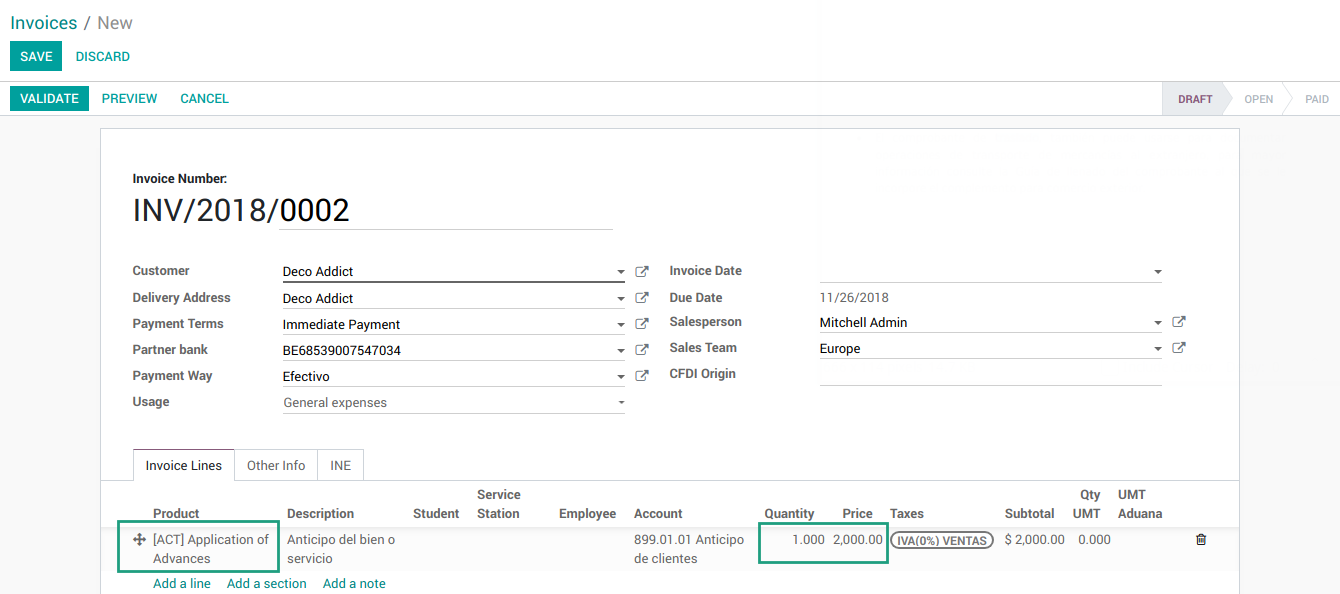 Invoices / New
SAVE DISCARD
VALIDATE PREVIEW CANCEL DRAFT OPEN PAID
Invoice Number:
INV/2018/0002
Customer Deco Addict Invoice Date
Delivery Address Deco Addict Due Date 11/26/2018
Payment Terms Immediate Payment Salesperson Mitchell Admin
Partner bank BE68539007547034 Sales Team Europe
Payment Way Efectivo CFDI Origin
Usage General expenses
Invoice Lines Other Info INE
Service Qty UMT
Product Description Student Station Employee Account Quantity Price Taxes Subtotal UMT Aduana
[ACT] Application of Anticipo del bien o 899.01.01 Anticipo 1.000 2,000.00 IVA(0%) VENTAS $ 2,000.00 0.000
Advances servicio de clientes
Add a line Add a section Add a note